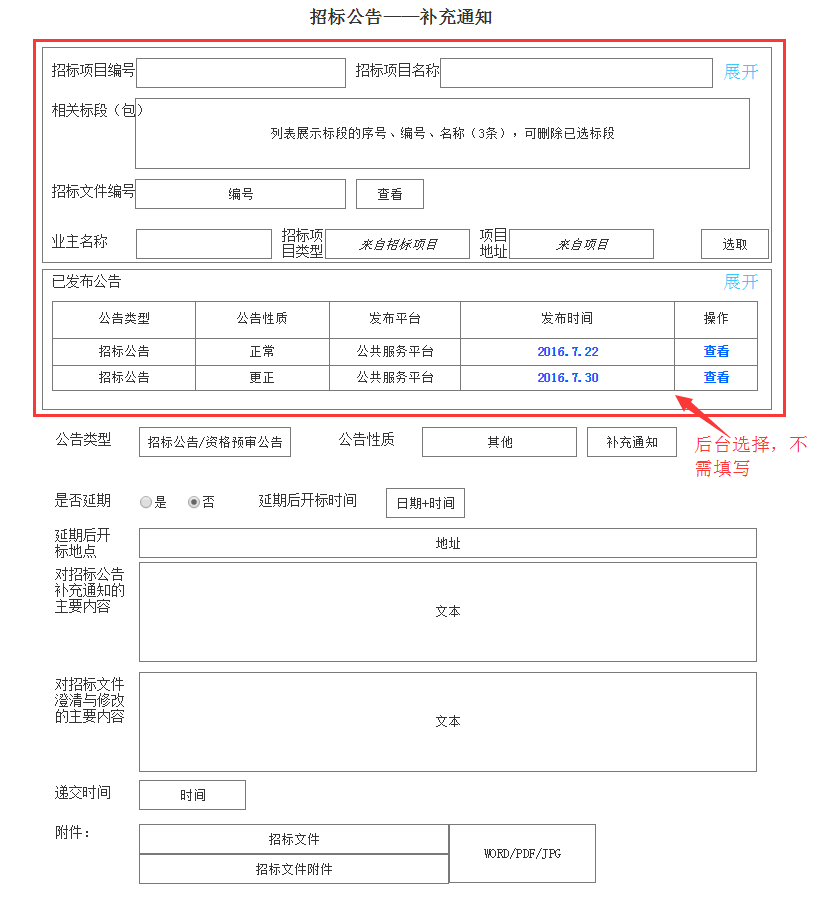 招标公告——补充通知
招标项目编号 招标项目名称 展开
相关标段（包）
列表展示标段的序号、编号、名称（3条），可删除已选标段
招标文件编号 编号 查看
业主名称 招标项目类型 来自招标项目 项目地址 来自项目 选取
已发布公告 展开
公告类型 公告性质 发布平台 发布时间 操作
招标公告 正常 公共服务平台 2016.7.22 查看
招标公告 更正 公共服务平台 2016.7.30 查看
公告类型 招标公告/资格预审公告 公告性质 其他 补充通知
后台选择，不
需填写
是否延期 是 否 延期后开标时间 日期+时间
延期后开
标地点
地址
对招标公告
补充通知的
主要内容
文本
对招标文件
澄清与修改
的主要内容
文本
递交时间 时间
附件：
招标文件
招标文件附件
WORD/PDF/JPG